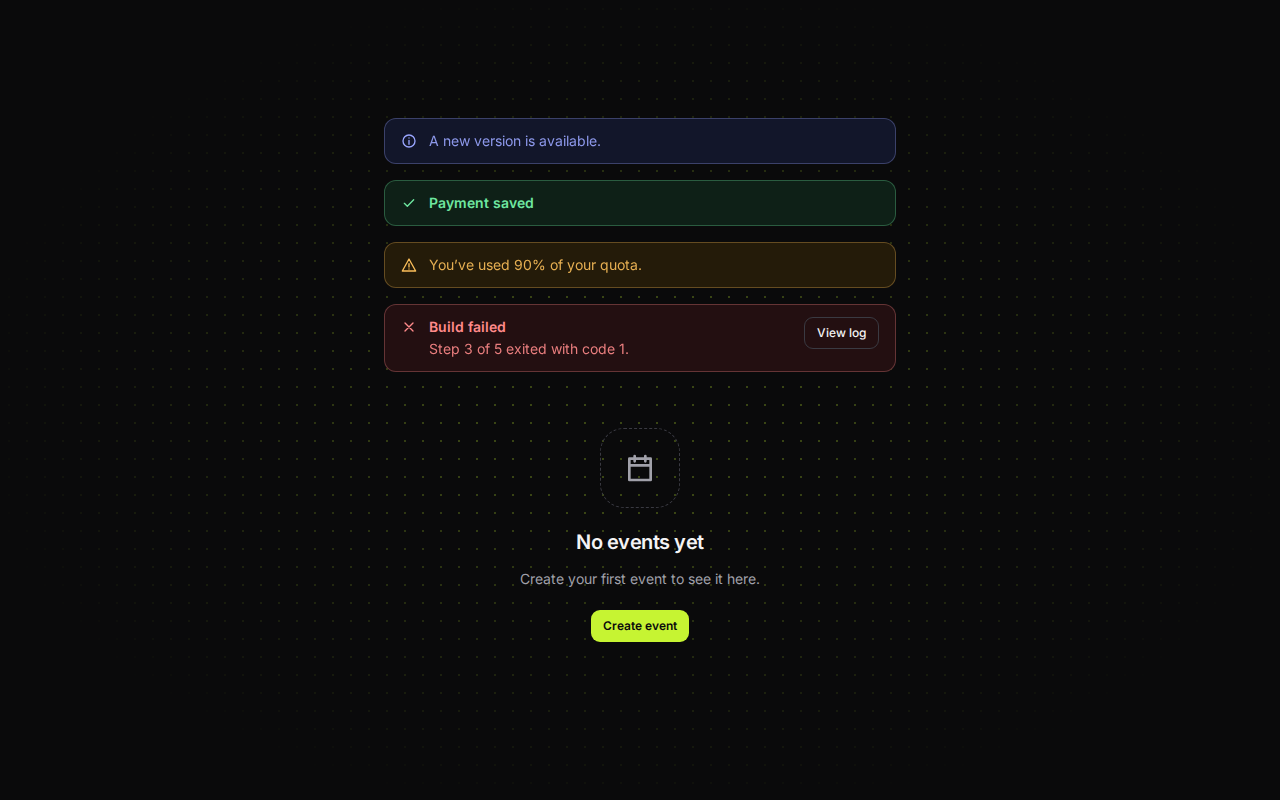 A new version is available.
Payment saved
You’ve used 90% of your quota.
Build failed
Step 3 of 5 exited with code 1.
View log
No events yet
Create your first event to see it here.
Create event